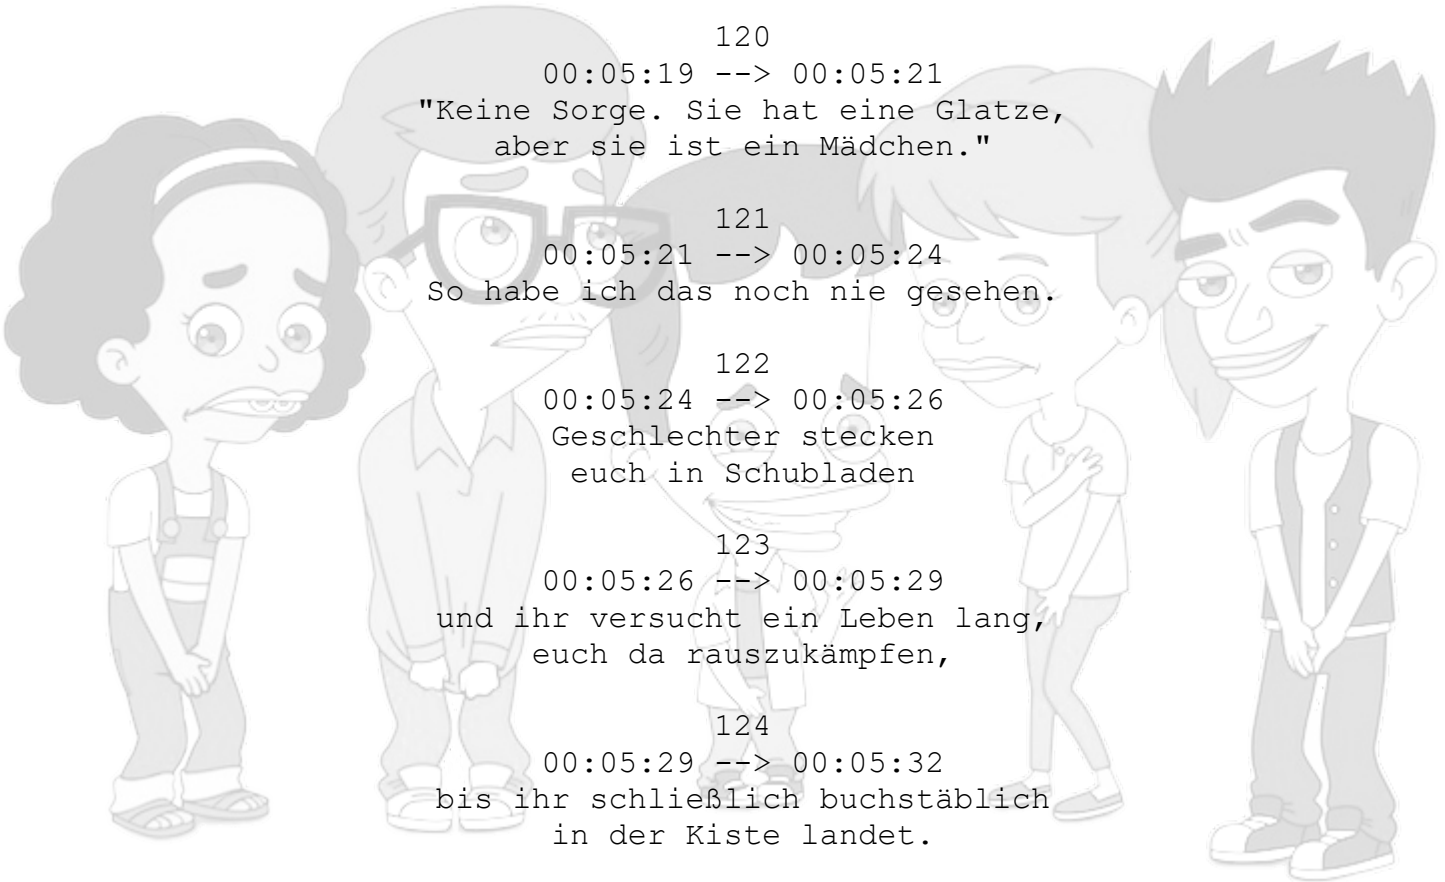 120
00:05:19 --> 00:05:21
"Keine Sorge. Sie hat eine Glatze,
aber sie ist ein Mädchen."
121
00:05:21 --> 00:05:24
So habe ich das noch nie gesehen.
122
00:05:24 --> 00:05:26
Geschlechter stecken
euch in Schubladen
123
00:05:26 --> 00:05:29
und ihr versucht ein Leben lang,
euch da rauszukämpfen,
124
00:05:29 --> 00:05:32
bis ihr schließlich buchstäblich
in der Kiste landet.